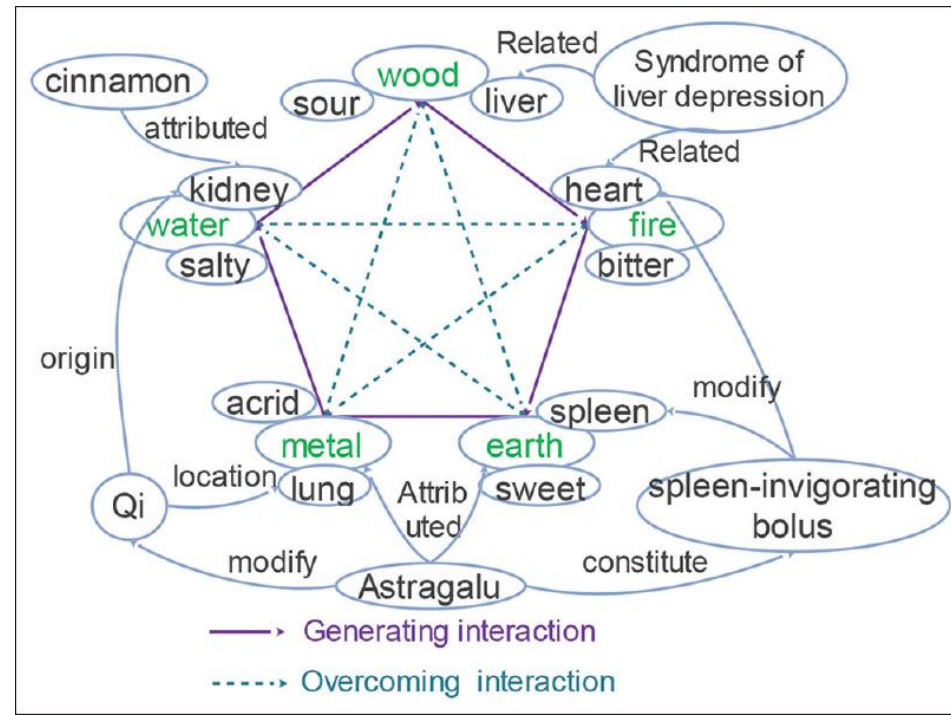 cinnamon
wood
sour
liver
Related
Syndrome of
liver depression
attributed
Related
kidney
water
salty
heart
fire
bitter
origin
modify
acrid
metal
lung
spleen
earth
sweet
location
Qi
Attrib
uted
spleen-invigorating
bolus
modify
Astragalu
constitute
Generating interaction
Overcoming interaction